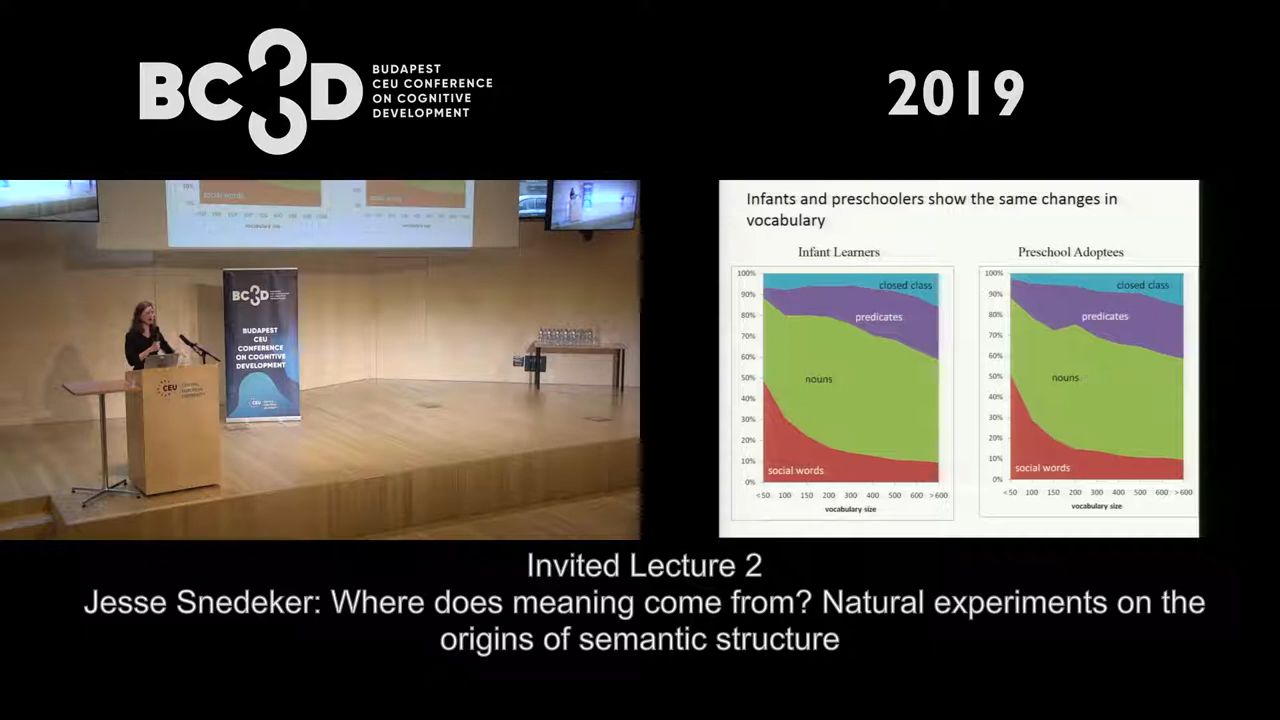 BC3D
BUDAPEST
CEU CONFERENCE
ON COGNITIVE
DEVELOPMENT
2019
social words
vocabulary size
BC3D
BUDAPEST
CEU
CONFERENCE
ON COGNITIVE
DEVELOPMENT
CEU
CEU
Infants and preschoolers show the same changes in
vocabulary
Infant Learners
100%
90%
80%
70%
60%
50%
40%
30%
20%
10%
0%
closed class
predicates
nouns
social words
<50 100 150 200 300 400 500 600 >600
vocabulary size
Preschool Adoptees
100%
90%
80%
70%
60%
50%
40%
30%
20%
10%
0%
closed class
predicates
nouns
social words
<50 100 150 200 300 400 500 600 >600
vocabulary size
Invited Lecture 2
Jesse Snedeker: Where does meaning come from? Natural experiments on the
origins of semantic structure